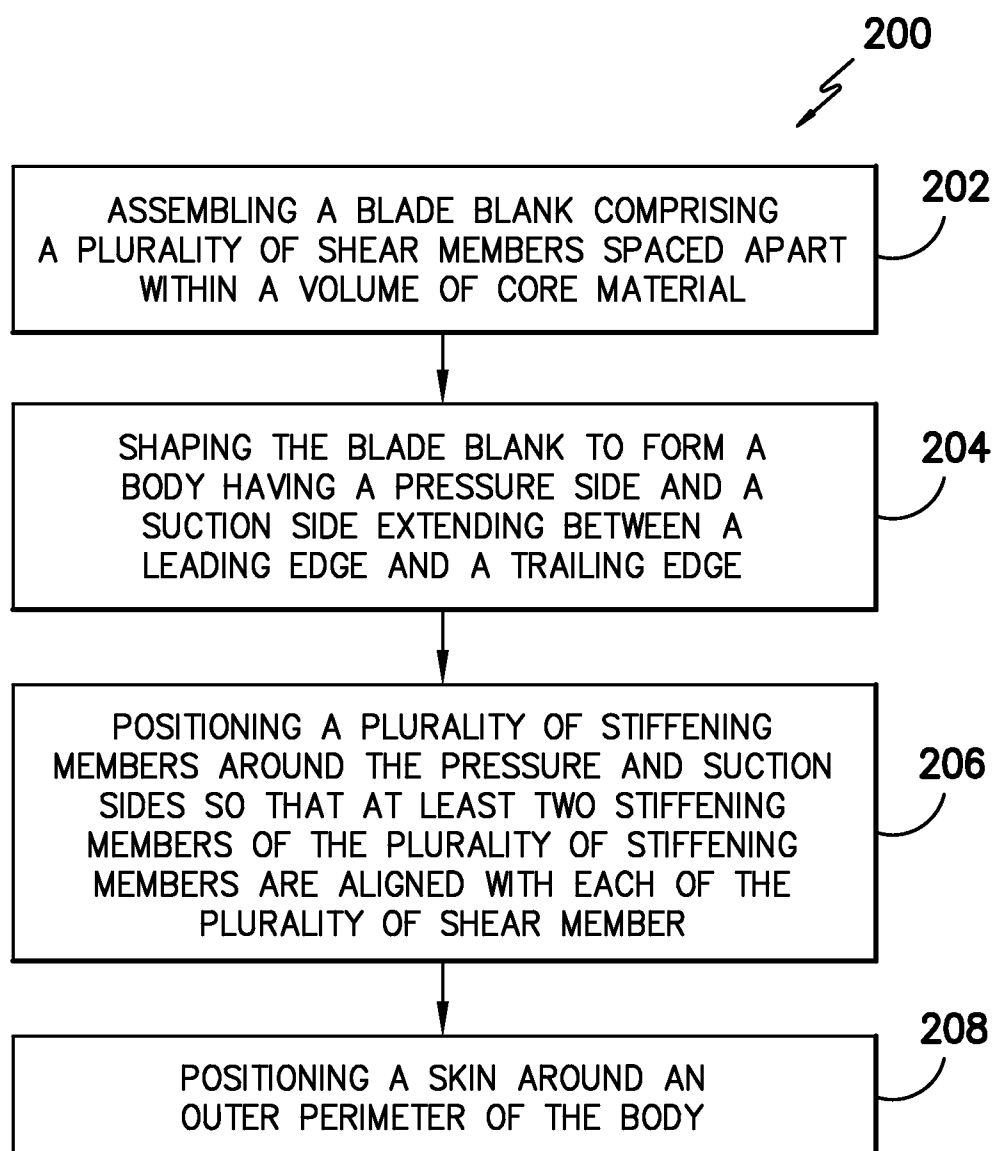 200
202
ASSEMBLING A BLADE BLANK COMPRISING
A PLURALITY OF SHEAR MEMBERS SPACED APART
WITHIN A VOLUME OF CORE MATERIAL
204
SHAPING THE BLADE BLANK TO FORM A
BODY HAVING A PRESSURE SIDE AND A
SUCTION SIDE EXTENDING BETWEEN A
LEADING EDGE AND A TRAILING EDGE
206
POSITIONING A PLURALITY OF STIFFENING
MEMBERS AROUND THE PRESSURE AND SUCTION
SIDES SO THAT AT LEAST TWO STIFFENING
MEMBERS OF THE PLURALITY OF STIFFENING
MEMBERS ARE ALIGNED WITH EACH OF THE
PLURALITY OF SHEAR MEMBER
208
POSITIONING A SKIN AROUND AN
OUTER PERIMETER OF THE BODY